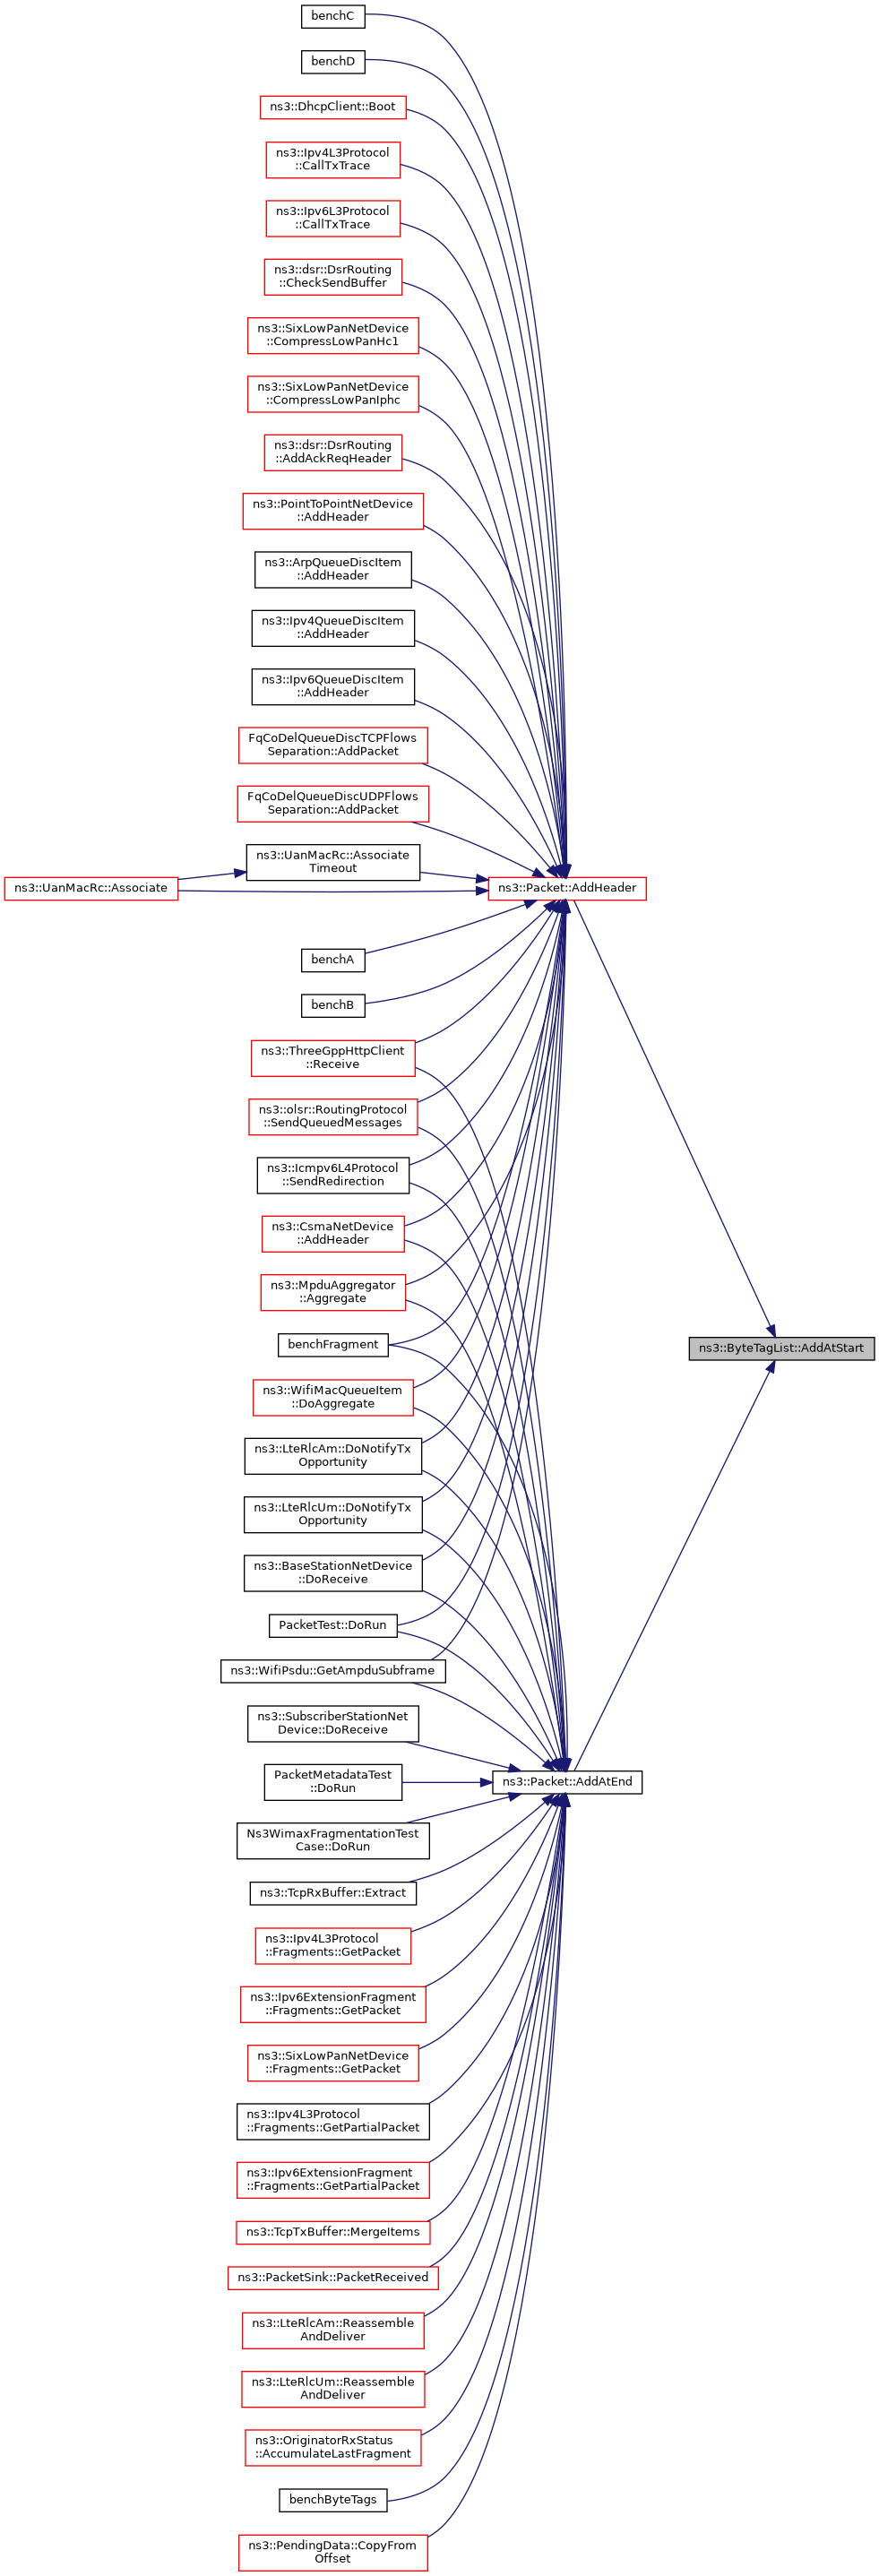 benchC
benchD
ns3::DhcpClient::Boot
ns3::Ipv4L3Protocol
::CallTxTrace
ns3::Ipv6L3Protocol
::CallTxTrace
ns3::dsr::DsrRouting
::CheckSendBuffer
ns3::SixLowPanNetDevice
::CompressLowPanHc1
ns3::SixLowPanNetDevice
::CompressLowPanIphc
ns3::dsr::DsrRouting
::AddAckReqHeader
ns3::PointToPointNetDevice
::AddHeader
ns3::ArpQueueDiscItem
::AddHeader
ns3::Ipv4QueueDiscItem
::AddHeader
ns3::Ipv6QueueDiscItem
::AddHeader
FqCoDelQueueDiscTCPFlows
Separation::AddPacket
FqCoDelQueueDiscUDPFlows
Separation::AddPacket
ns3::UanMacRc::Associate
Timeout
ns3::UanMacRc::Associate
ns3::Packet::AddHeader
benchA
benchB
ns3::ThreeGppHttpClient
::Receive
ns3::olsr::RoutingProtocol
::SendQueuedMessages
ns3::Icmpv6L4Protocol
::SendRedirection
ns3::CsmaNetDevice
::AddHeader
ns3::MpduAggregator
::Aggregate
benchFragment
ns3::ByteTagList::AddAtStart
ns3::WifiMacQueueItem
::DoAggregate
ns3::LteRlcAm::DoNotifyTx
Opportunity
ns3::LteRlcUm::DoNotifyTx
Opportunity
ns3::BaseStationNetDevice
::DoReceive
PacketTest::DoRun
ns3::WifiPsdu::GetAmpduSubframe
ns3::SubscriberStationNet
Device::DoReceive
PacketMetadataTest
::DoRun
ns3::Packet::AddAtEnd
Ns3WimaxFragmentationTest
Case::DoRun
ns3::TcpRxBuffer::Extract
ns3::Ipv4L3Protocol
::Fragments::GetPacket
ns3::Ipv6ExtensionFragment
::Fragments::GetPacket
ns3::SixLowPanNetDevice
::Fragments::GetPacket
ns3::Ipv4L3Protocol
::Fragments::GetPartialPacket
ns3::Ipv6ExtensionFragment
::Fragments::GetPartialPacket
ns3::TcpTxBuffer::MergeItems
ns3::PacketSink::PacketReceived
ns3::LteRlcAm::Reassemble
AndDeliver
ns3::LteRlcUm::Reassemble
AndDeliver
ns3::OriginatorRxStatus
::AccumulateLastFragment
benchByteTags
ns3::PendingData::CopyFrom
Offset